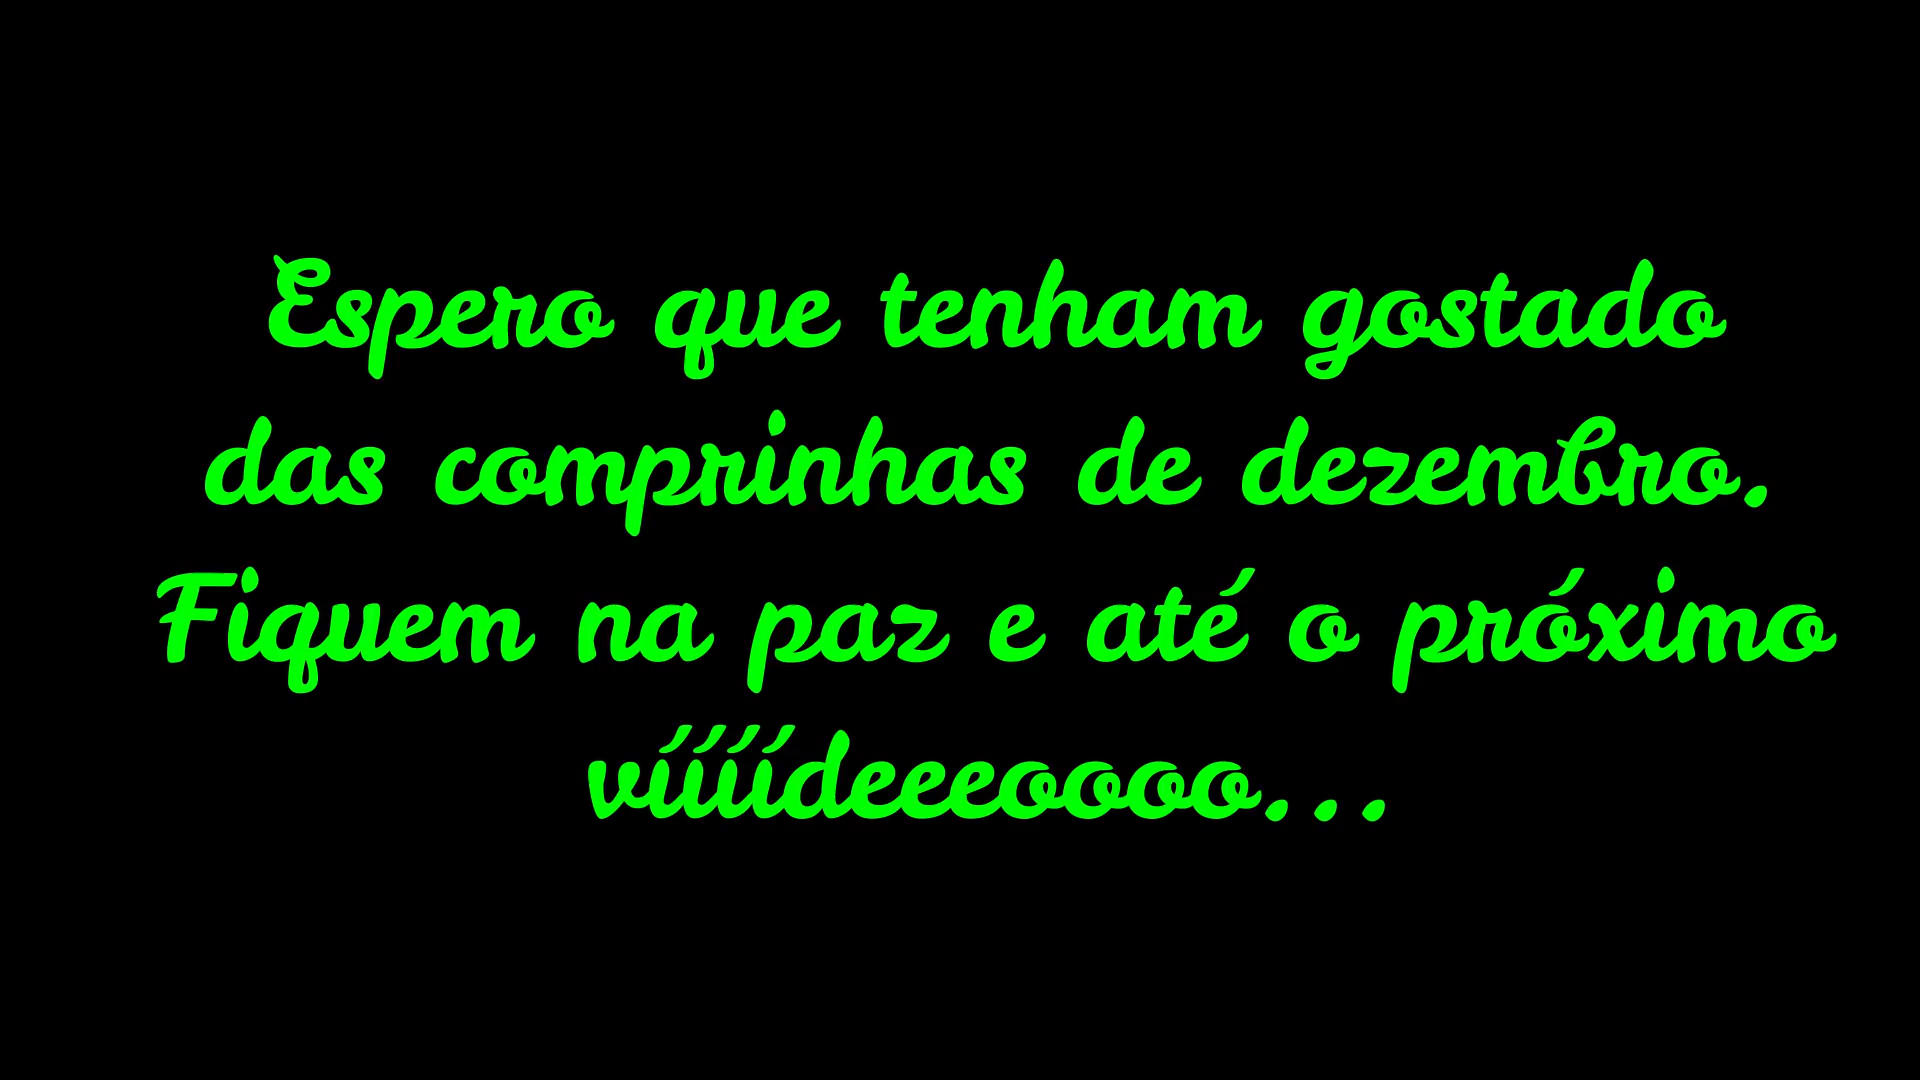 Espero que tenham gostado
das comprinhas de dezembro.
Fiquem na paz e até o próximo
víííídeeeoooo...